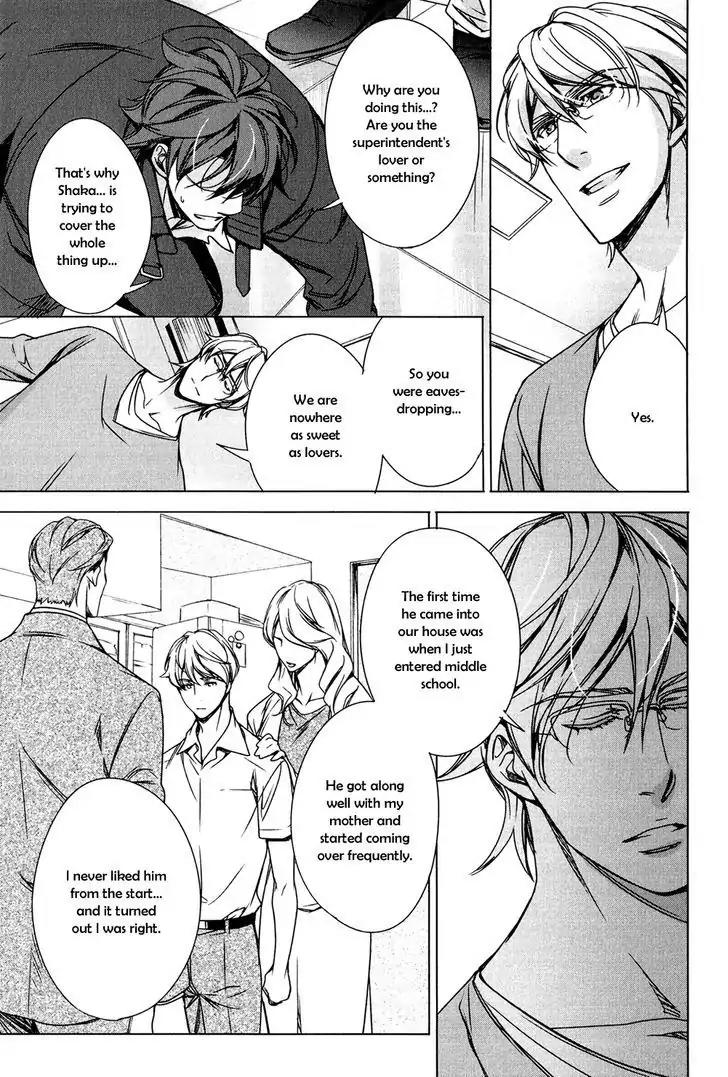 Why are you
doing this...?
Are you the
superintendent's
lover or
something?
That's why
Shaka... is
trying to
cover the
whole
thing up...
Yes.
So you
were eaves-
dropping...
We are
nowhere
as sweet
as lovers.
The first time
he came into
our house was
when I just
entered middle
school.
He got along
well with my
mother and
started coming
over frequently.
I never liked him
from the start...
and it turned
out I was right.